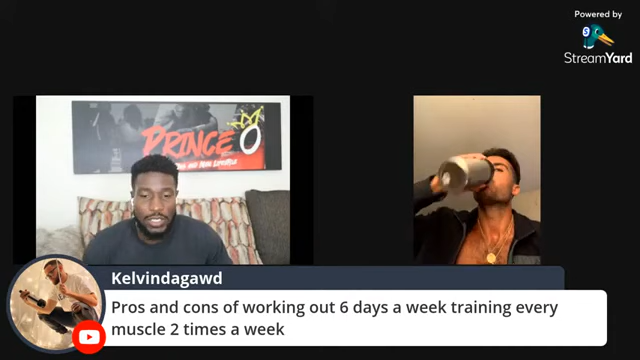 Powered by
StreamYard
PRINCE
Kelvindagawd
Pros and cons of working out 6 days a week training every
muscle 2 times a week